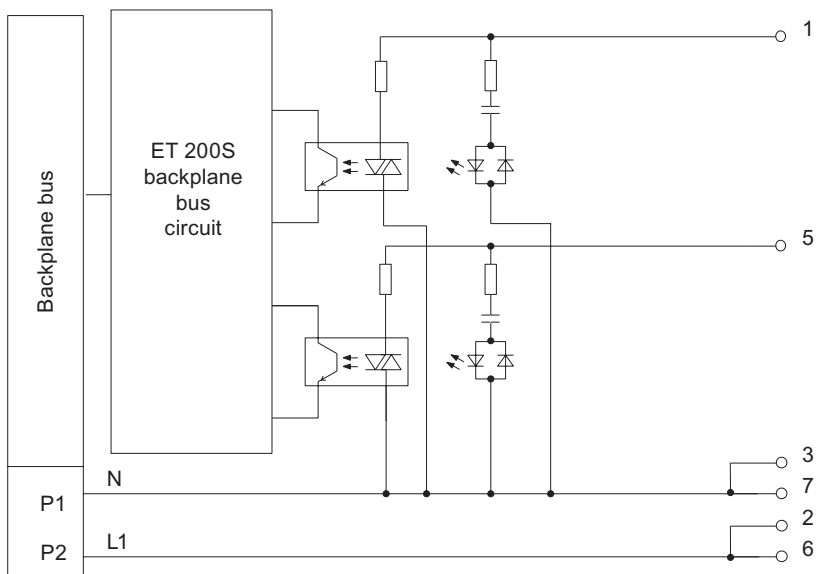 1
ET 200S
backplane
bus
circuit
Backplane bus
5
3
N
7
P1
2
L1
P2
6